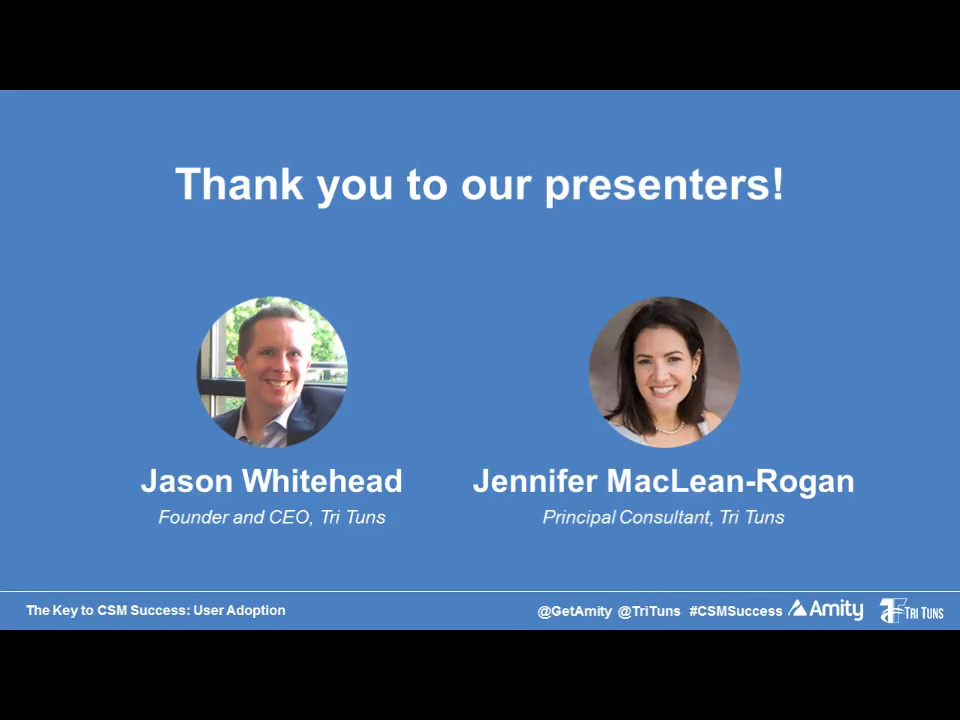 Thank you to our presenters!
Jason Whitehead
Founder and CEO, Tri Tuns
Jennifer MacLean-Rogan
Principal Consultant, Tri Tuns
The Key to CSM Success: User Adoption
@GetAmity @TriTuns #CSMSuccess Amity TRI TUNS